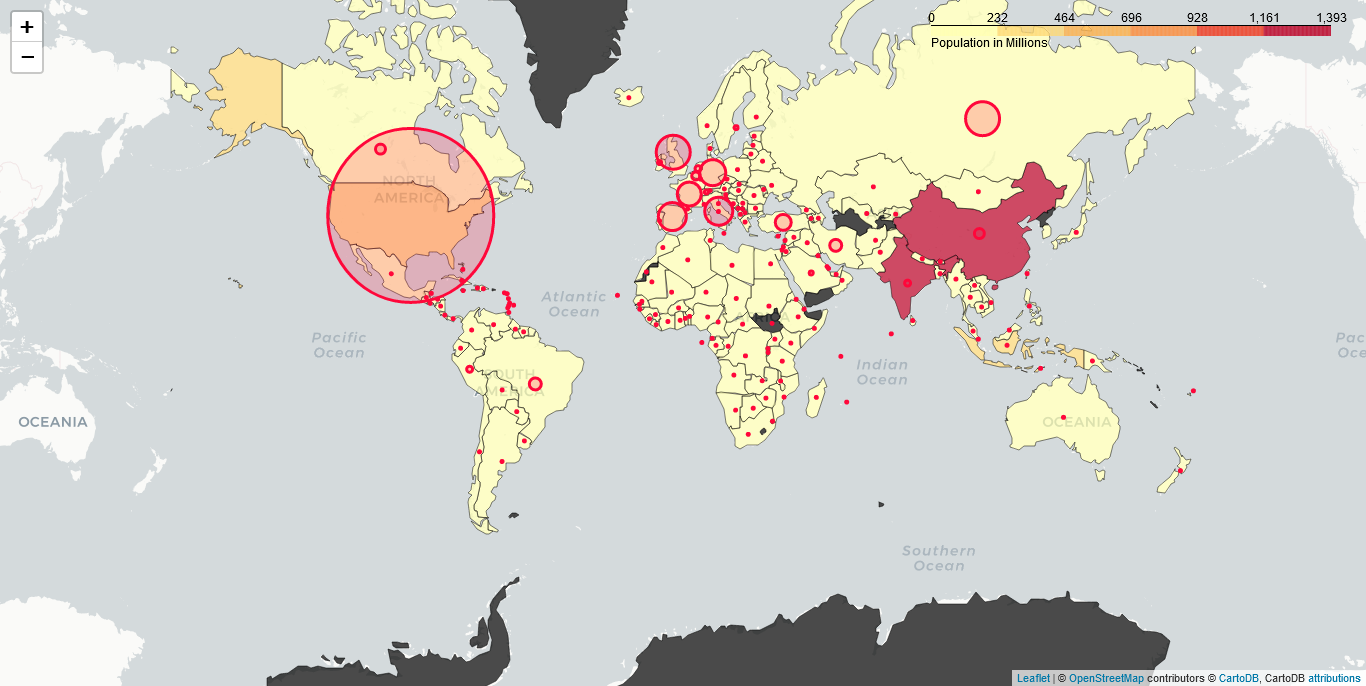 +
−
0 232 464 696 928 1,161 1,393
Population in Millions
NORTH
AMERICA
Atlantic
Ocean
Pacific
Ocean
AFRICA
Indian
Ocean
Pac
Oce
SOUTH
AMERICA
OCEANIA
OCEANIA
Southern
Ocean
Leaflet | © OpenStreetMap contributors © CartoDB, CartoDB attributions